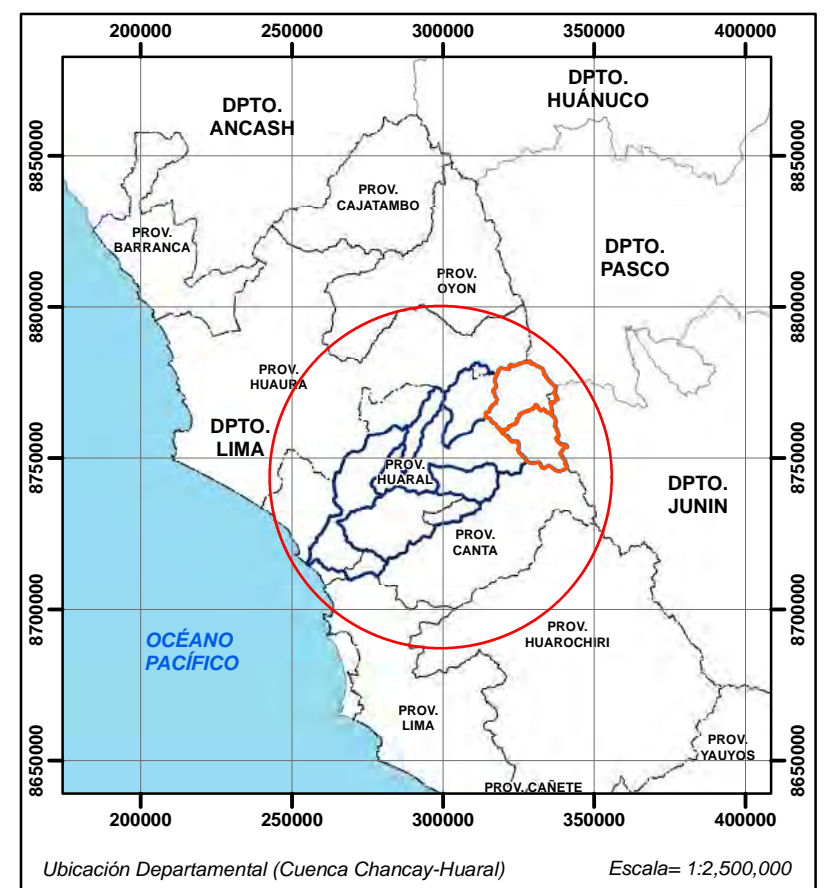 200000 250000 300000 350000 400000
DPTO.
HUÁNUCO
DPTO.
ANCASH
8850000
8850000
PROV.
CAJATAMBO
PROV.
BARRANCA
DPTO.
PASCO
PROV.
OYON
8800000
8800000
PROV.
HUAURA
DPTO.
LIMA
PROV.
HUARAL
8750000
8750000
DPTO.
JUNIN
PROV.
CANTA
8700000
8700000
PROV.
HUAROCHIRI
OCÉANO
PACÍFICO
PROV.
LIMA
PROV.
YAUYOS
8650000
8650000
PROV. CAÑETE
200000 250000 300000 350000 400000
Ubicación Departamental (Cuenca Chancay-Huaral) Escala= 1:2,500,000